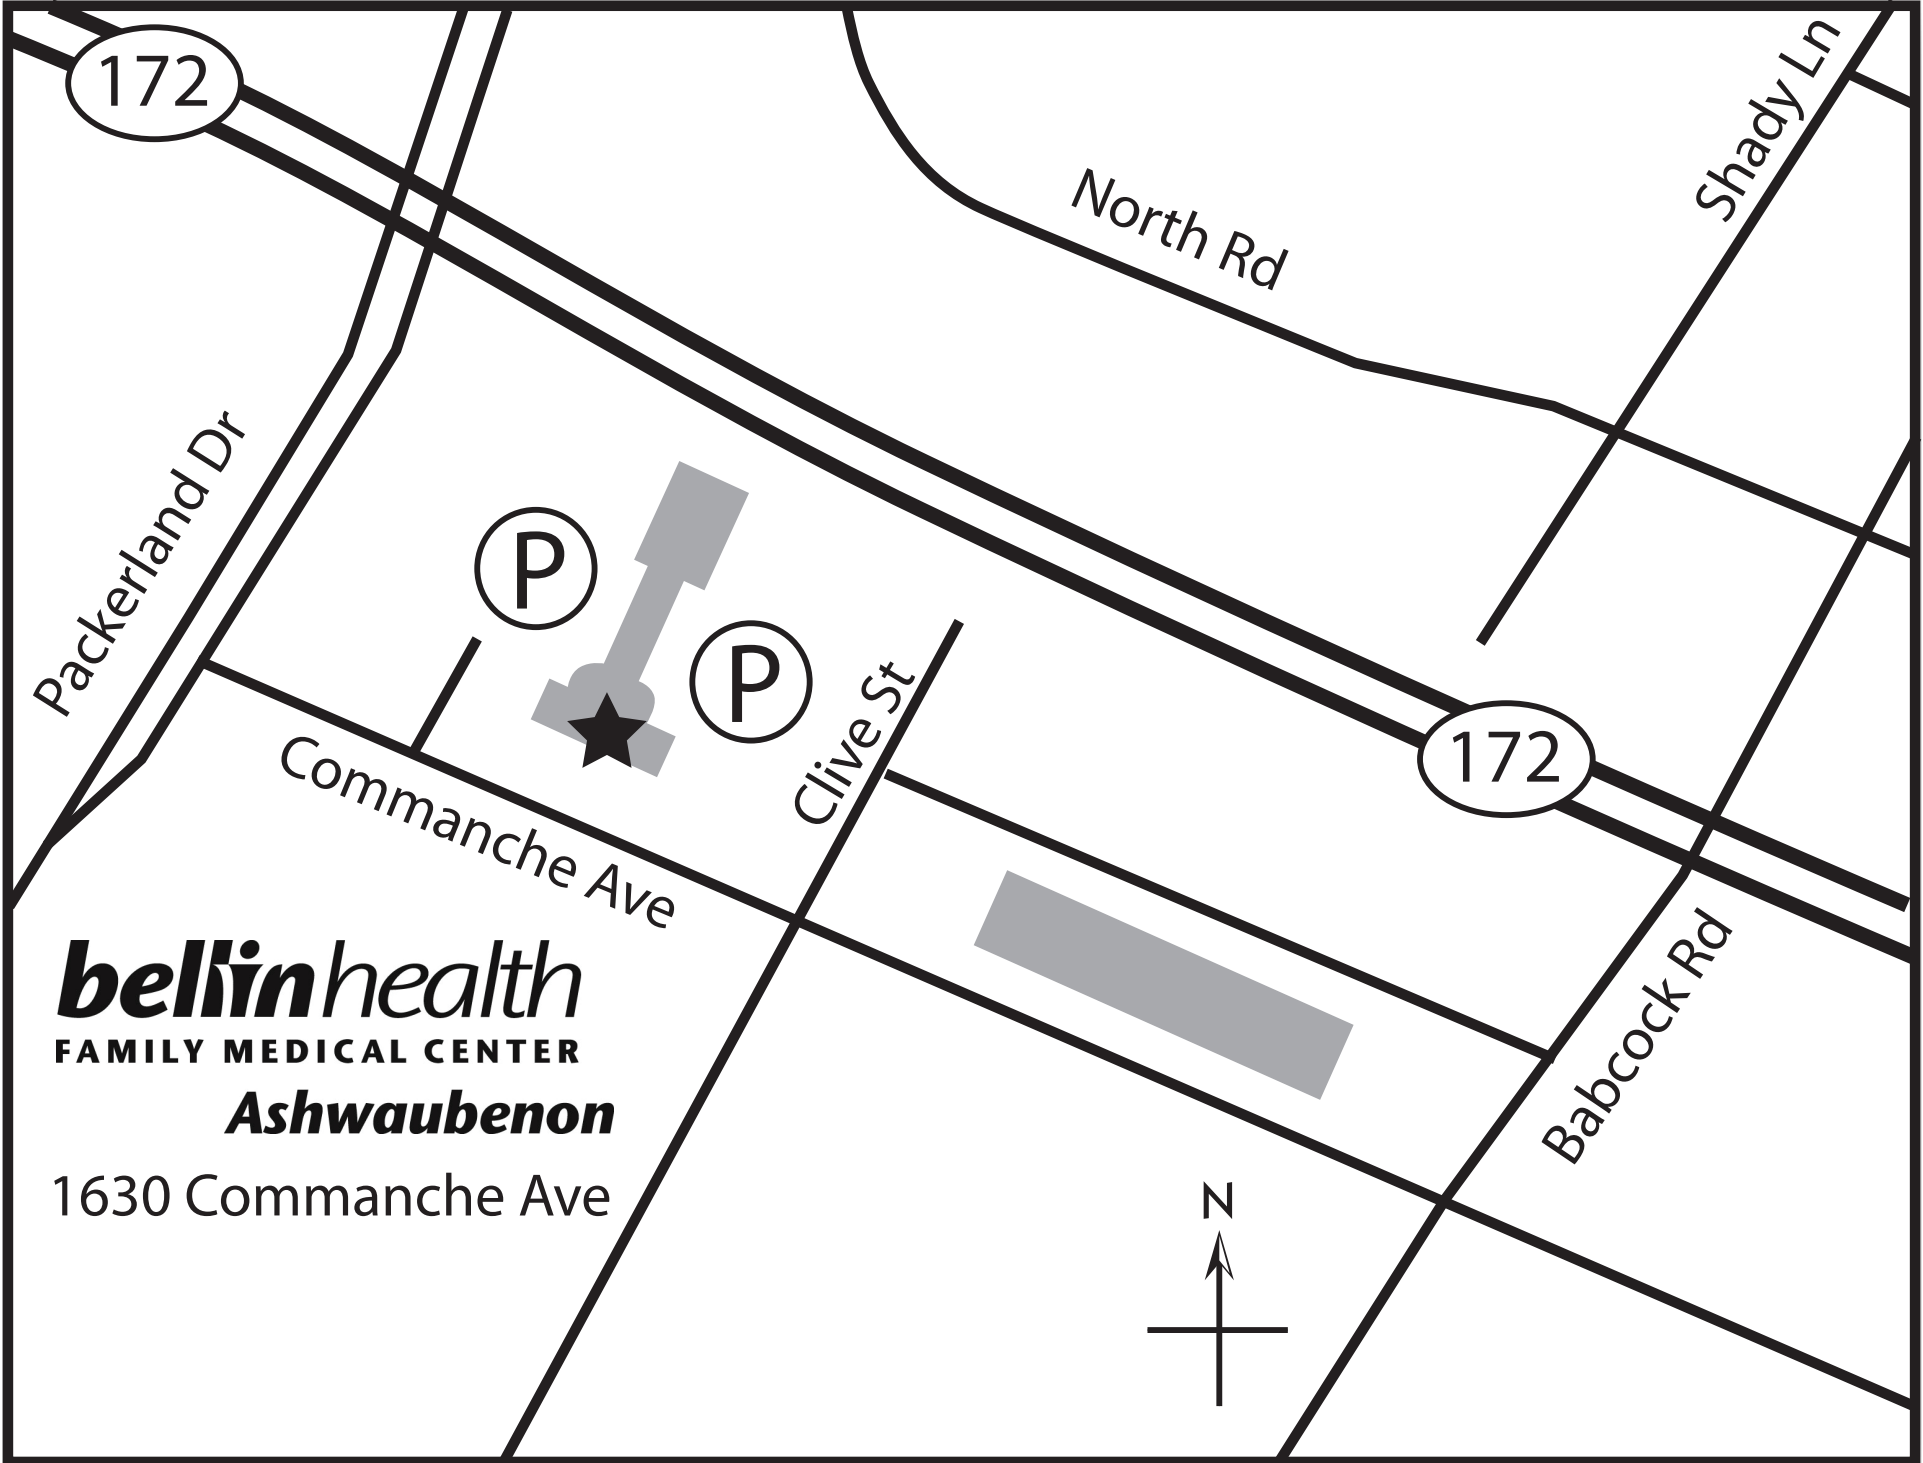 172
Shady Ln
North Rd
Packerland Dr
P
P
Clive St
172
Commanche Ave
Babcock Rd
bellinhealth
FAMILY MEDICAL CENTER
Ashwaubenon
1630 Commanche Ave
N